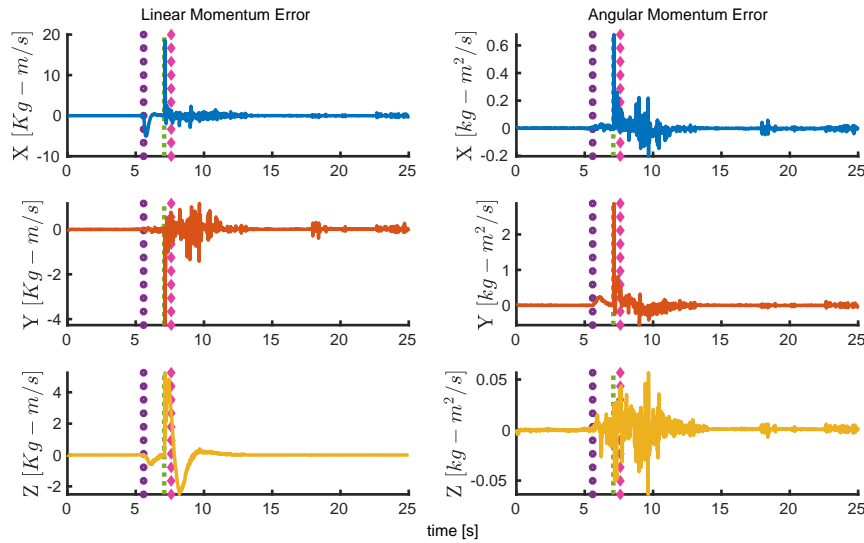 Linear Momentum Error
Angular Momentum Error
X [Kg − m/s]
20
10
0
-10
0 5 10 15 20 25
X [kg − m²/s]
0.6
0.4
0.2
0
-0.2
0 5 10 15 20 25
Y [Kg − m/s]
0
-2
-4
0 5 10 15 20 25
Y [kg − m²/s]
2
1
0
0 5 10 15 20 25
Z [Kg − m/s]
4
2
0
-2
0 5 10 15 20 25
Z [kg − m²/s]
0.05
0
-0.05
0 5 10 15 20 25
time [s]